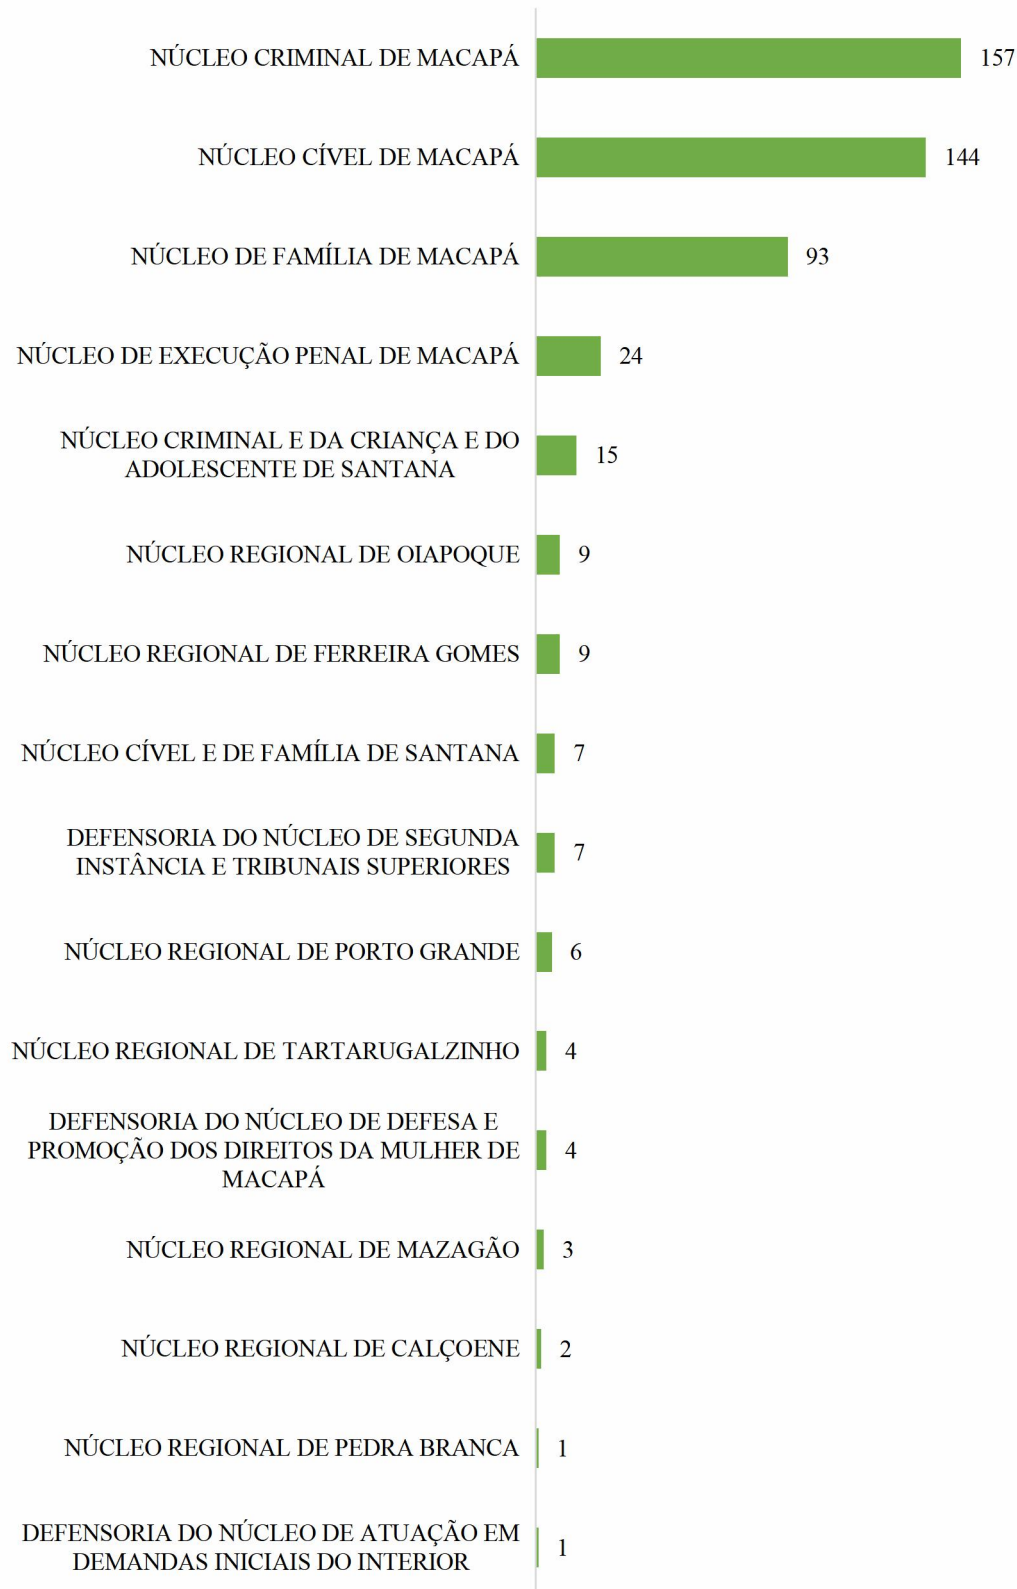 NÚCLEO CRIMINAL DE MACAPÁ 157
NÚCLEO CÍVEL DE MACAPÁ 144
NÚCLEO DE FAMÍLIA DE MACAPÁ 93
NÚCLEO DE EXECUÇÃO PENAL DE MACAPÁ 24
NÚCLEO CRIMINAL E DA CRIANÇA E DO
ADOLESCENTE DE SANTANA
15
NÚCLEO REGIONAL DE OIAPOQUE 9
NÚCLEO REGIONAL DE FERREIRA GOMES 9
NÚCLEO CÍVEL E DE FAMÍLIA DE SANTANA 7
DEFENSORIA DO NÚCLEO DE SEGUNDA
INSTÂNCIA E TRIBUNAIS SUPERIORES
7
NÚCLEO REGIONAL DE PORTO GRANDE 6
NÚCLEO REGIONAL DE TARTARUGALZINHO 4
DEFENSORIA DO NÚCLEO DE DEFESA E
PROMOÇÃO DOS DIREITOS DA MULHER DE
MACAPÁ
4
NÚCLEO REGIONAL DE MAZAGÃO 3
NÚCLEO REGIONAL DE CALÇOENE 2
NÚCLEO REGIONAL DE PEDRA BRANCA 1
DEFENSORIA DO NÚCLEO DE ATUAÇÃO EM
DEMANDAS INICIAIS DO INTERIOR
1